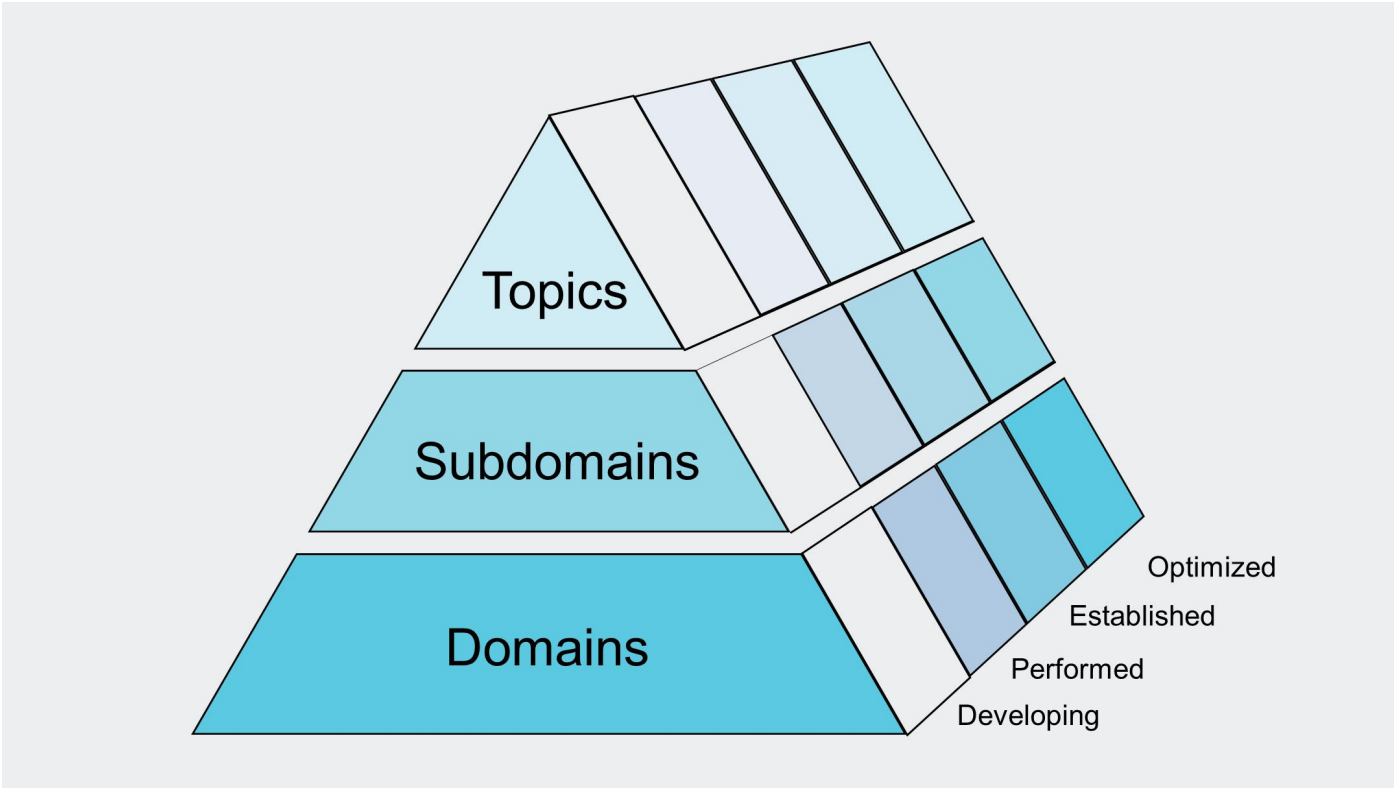 Topics
Subdomains
Domains
Optimized
Established
Performed
Developing